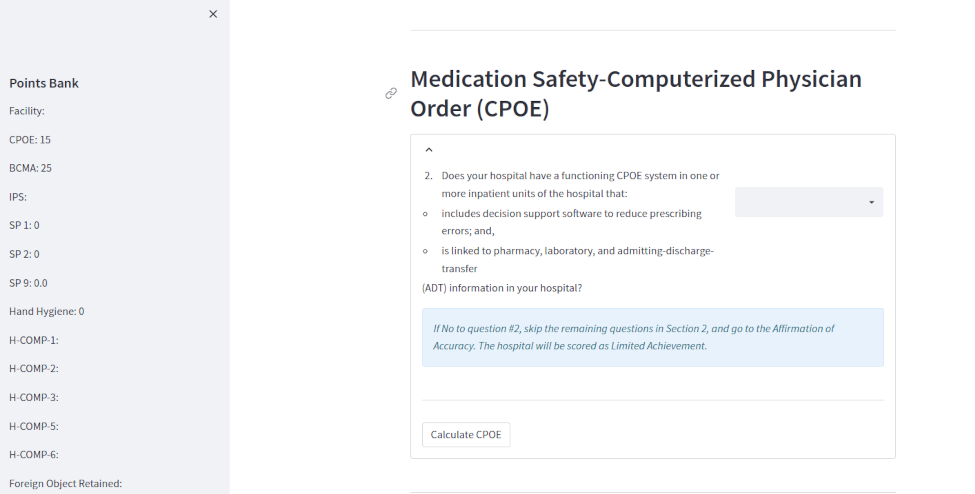 Points Bank
Facility:
CPOE: 15
BCMA: 25
IPS:
SP 1: 0
SP 2: 0
SP 9: 0.0
Hand Hygiene: 0
H-COMP-1:
H-COMP-2:
H-COMP-3:
H-COMP-5:
H-COMP-6:
Foreign Object Retained:
Medication Safety-Computerized Physician
Order (CPOE)
2. Does your hospital have a functioning CPOE system in one or
more inpatient units of the hospital that:
includes decision support software to reduce prescribing
errors; and,
is linked to pharmacy, laboratory, and admitting-discharge-
transfer
(ADT) information in your hospital?
If No to question #2, skip the remaining questions in Section 2, and go to the Affirmation of
Accuracy. The hospital will be scored as Limited Achievement.
Calculate CPOE